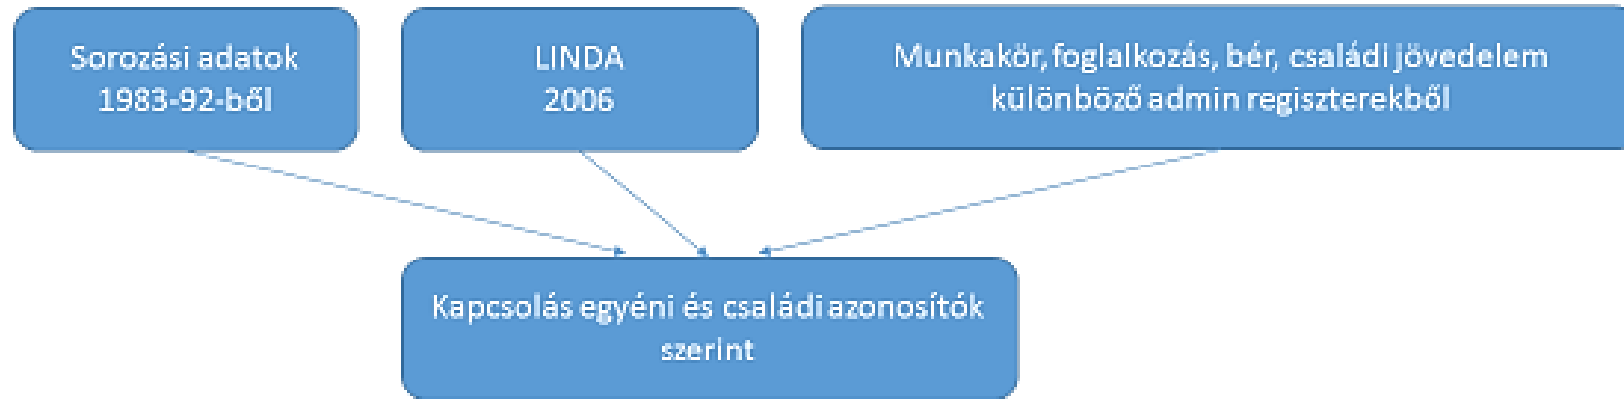 Sorozási adatok
1983-92-ből
LINDA
2006
Munkakör, foglalkozás, bér, családi jövedelem
különböző admin regiszterekből
Kapcsolás egyéni és családi azonosítók
szerint